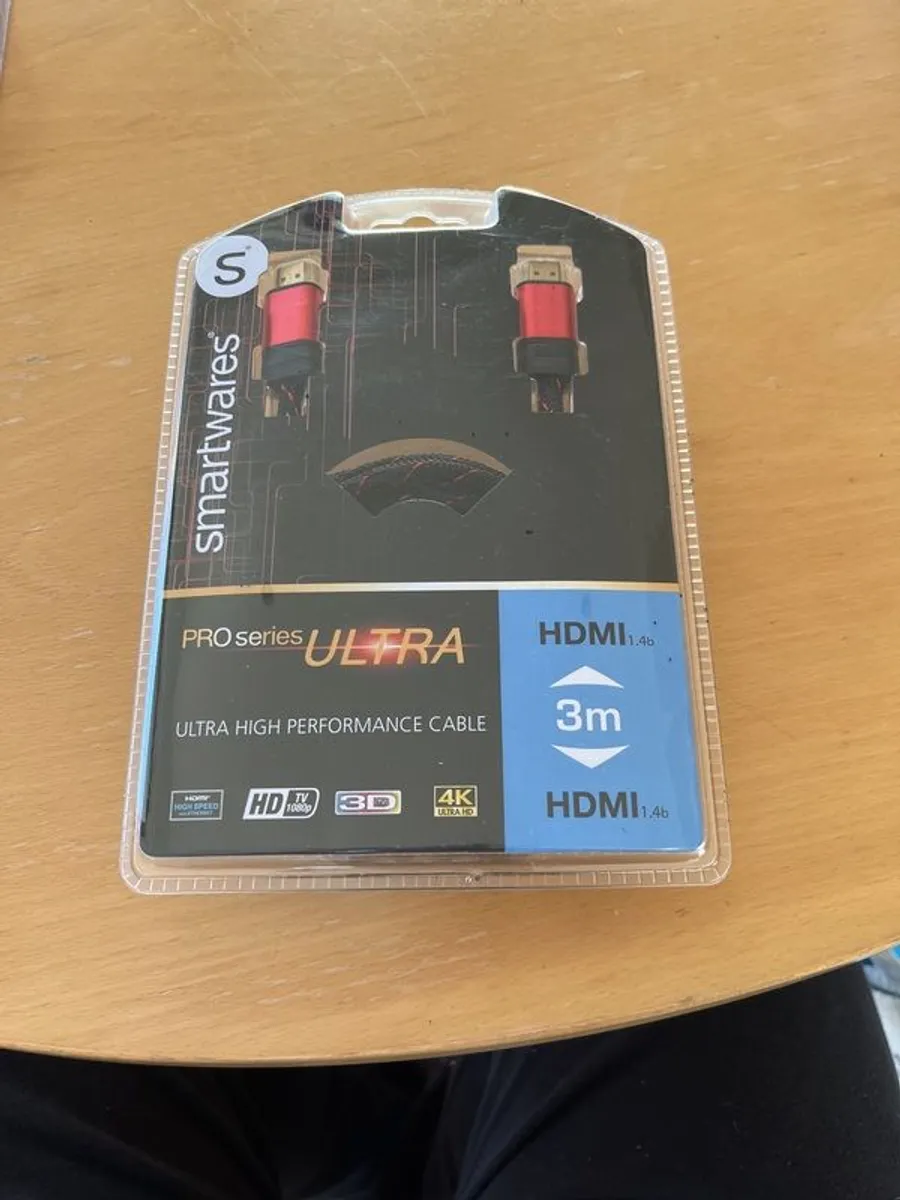 S
smartwares®
PRO series ULTRA
ULTRA HIGH PERFORMANCE CABLE
HDMI
HIGH SPEED
HD TV
1080p
3D
4K
ULTRA HD
HDMI 1.4b
3m
HDMI 1.4b